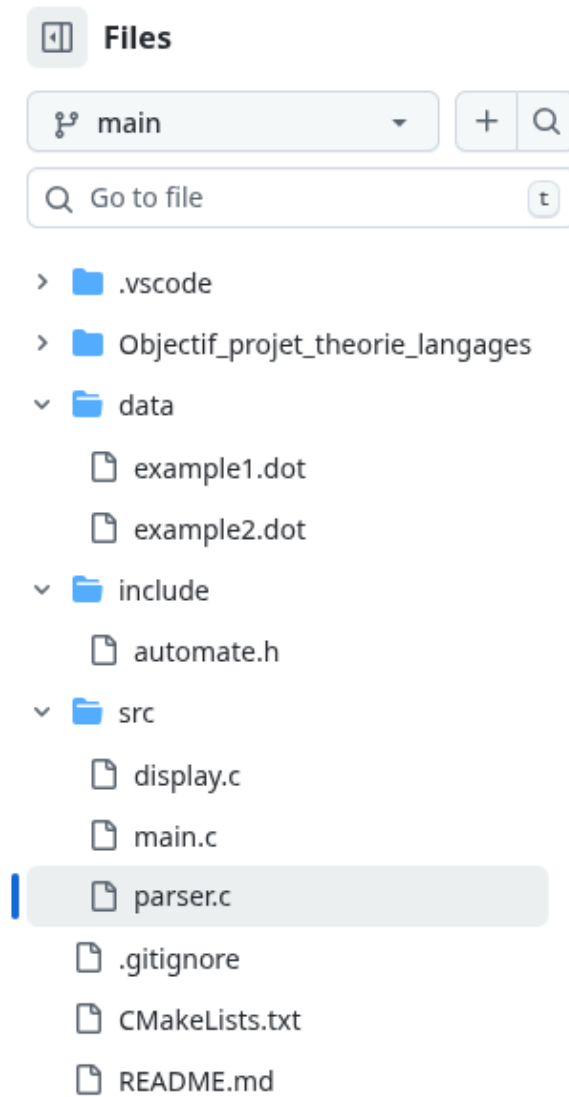 Files
main
Go to file
t
.vscode
Objectif_projet_theorie_langages
data
example1.dot
example2.dot
include
automate.h
src
display.c
main.c
parser.c
.gitignore
CMakeLists.txt
README.md